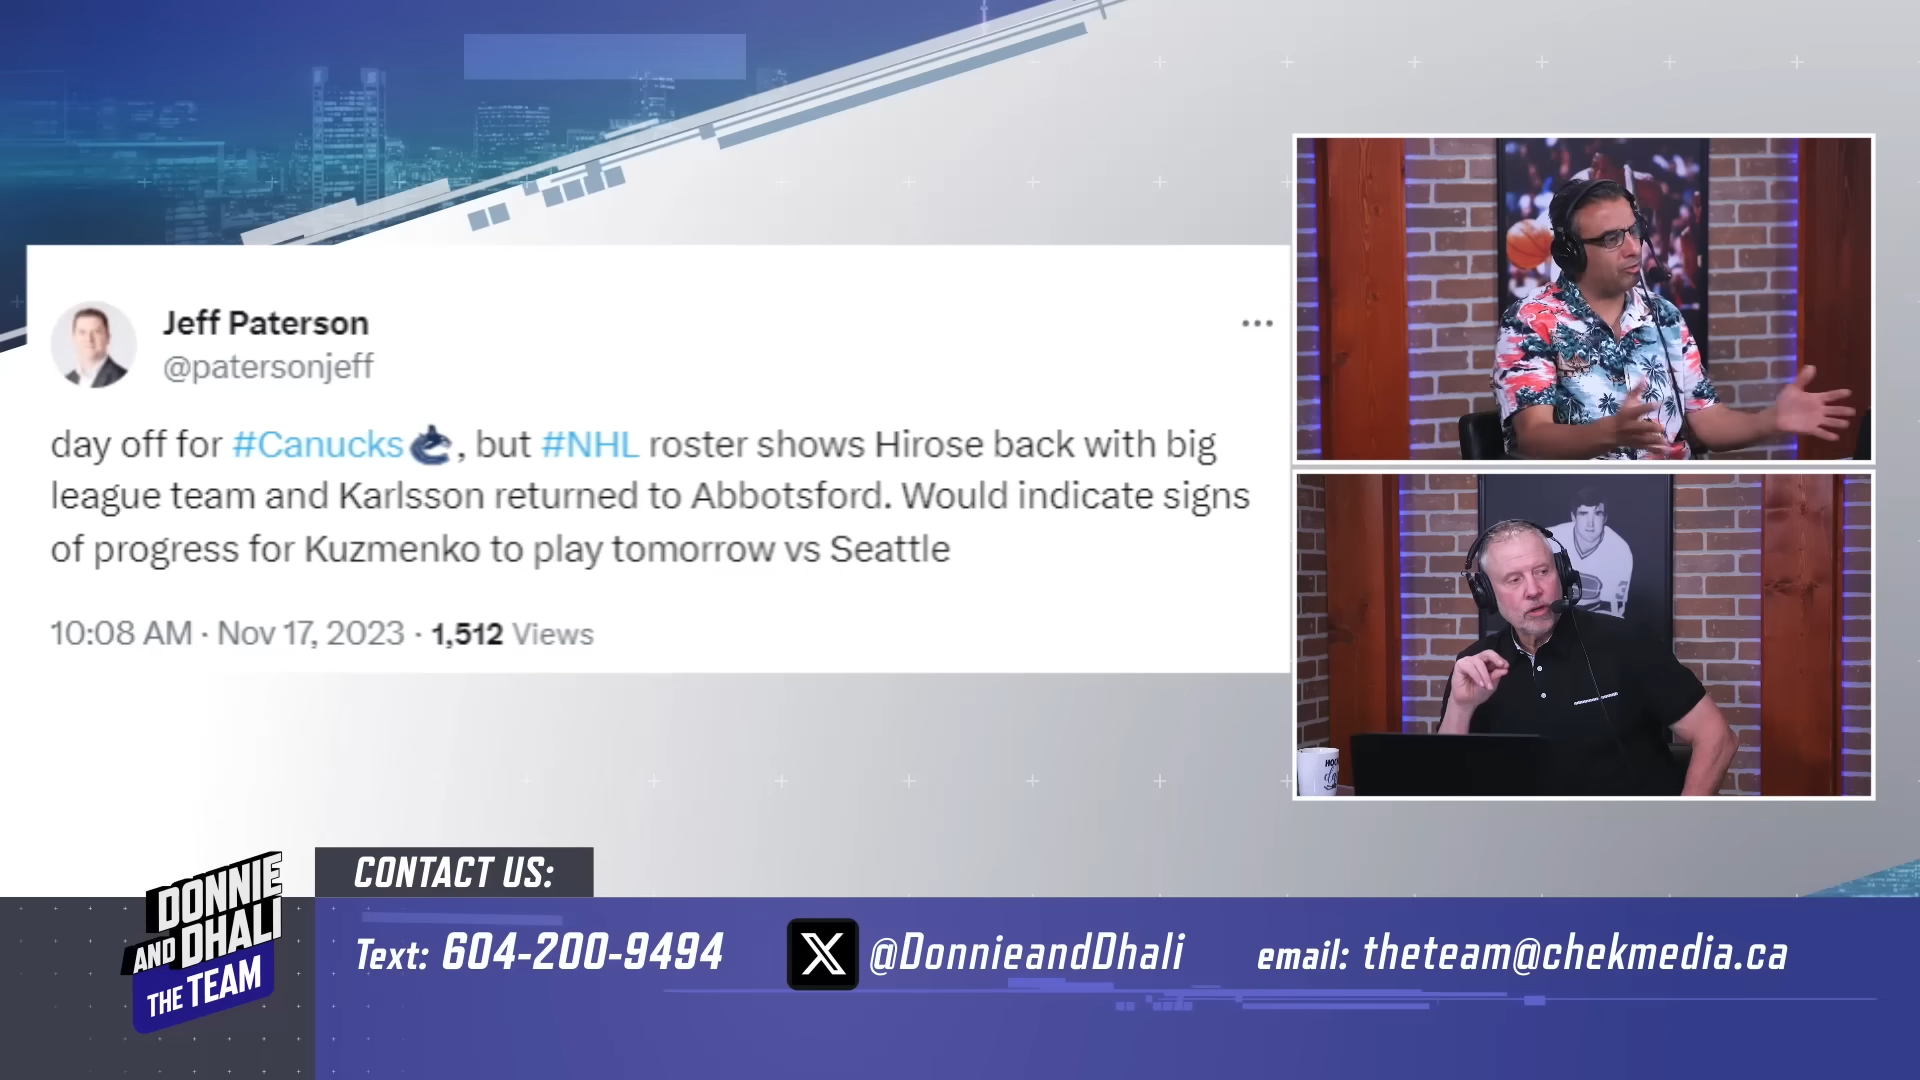 Jeff Paterson
@patersonjeff
day off for #Canucks, but #NHL roster shows Hirose back with big
league team and Karlsson returned to Abbotsford. Would indicate signs
of progress for Kuzmenko to play tomorrow vs Seattle
10:08 AM · Nov 17, 2023 · 1,512 Views
CONTACT US:
DONNIE
AND DHALI
THE TEAM
Text: 604-200-9494
X @DonnieandDhali
email: theteam@chekmedia.ca